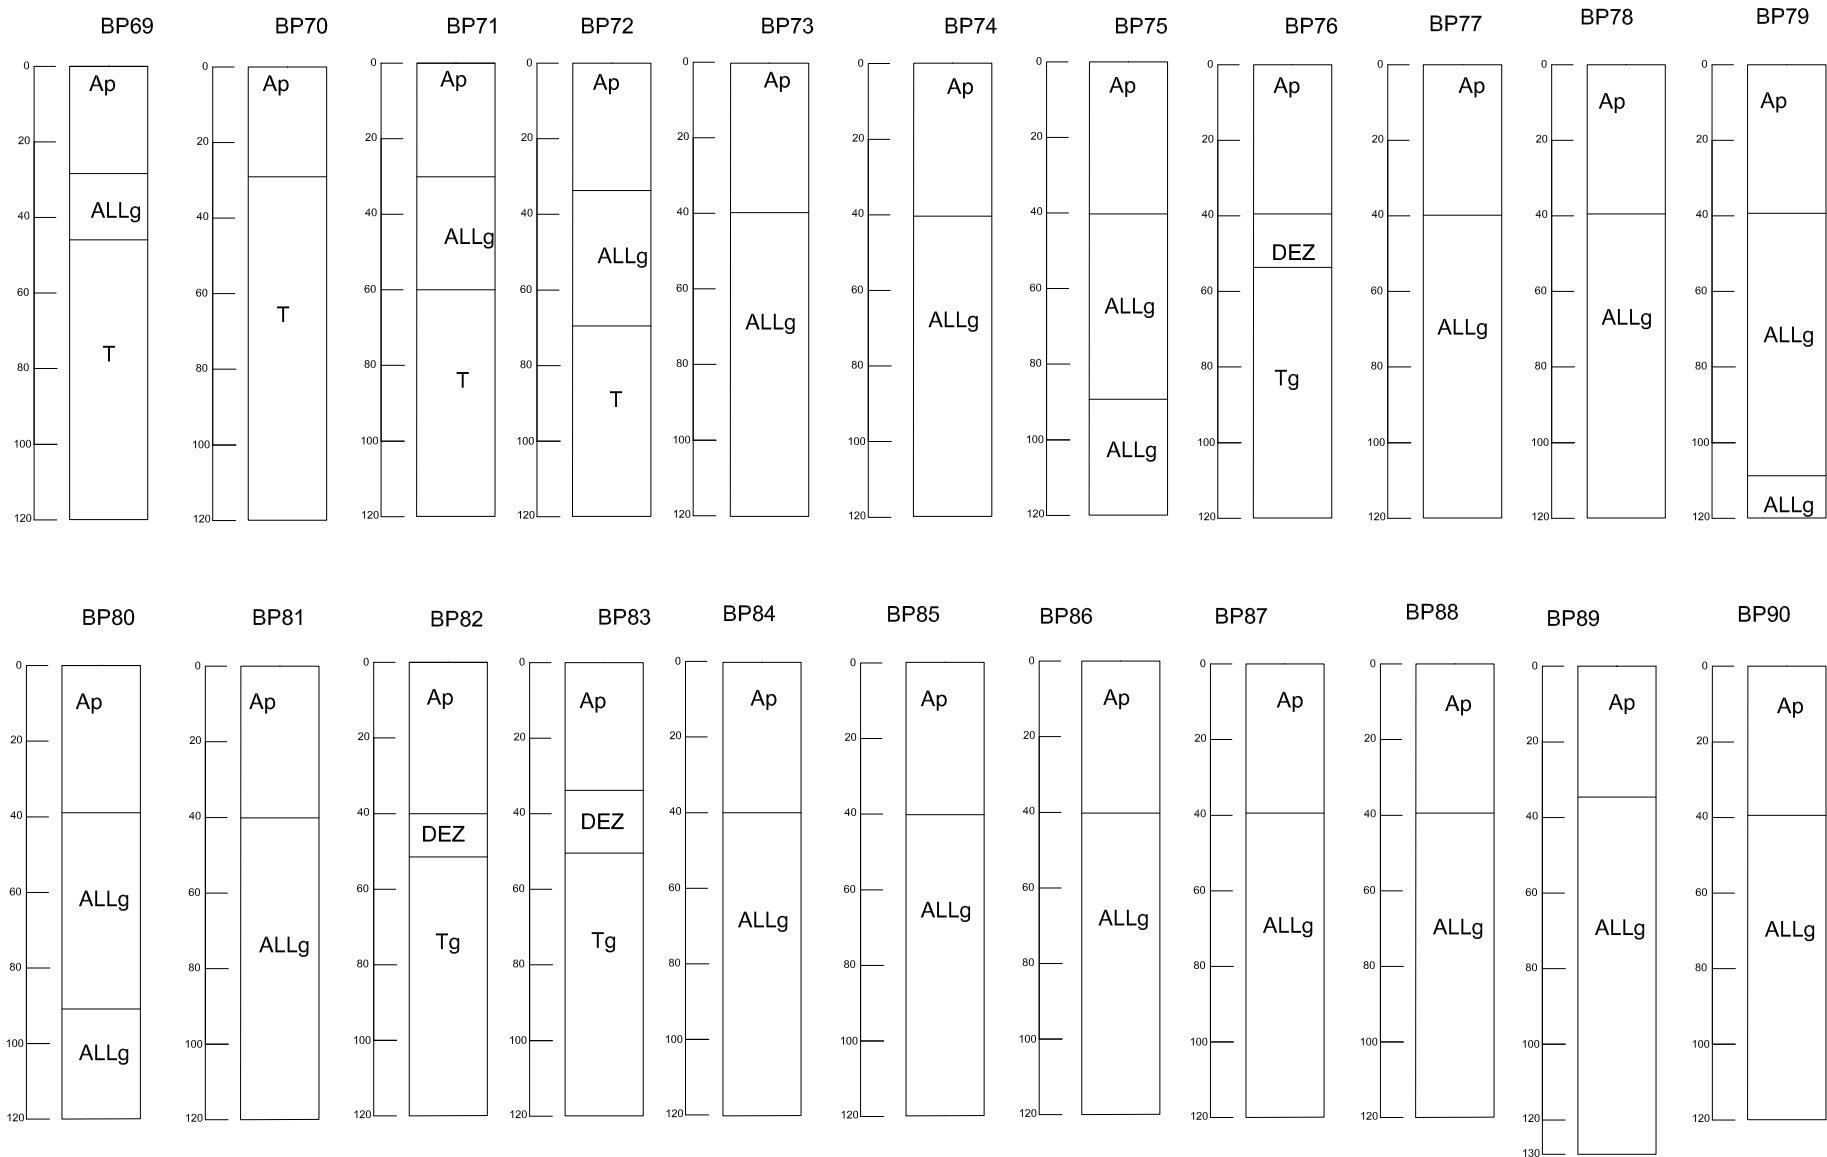 BP69 BP70 BP71 BP72 BP73 BP74 BP75 BP76 BP77 BP78 BP79
0 0 0 0 0 0 0 0 0 0 0
Ap Ap Ap Ap Ap Ap Ap Ap Ap Ap Ap
20 20 20 20 20 20 20 20 20 20 20
40 ALLg 40 40 40 40 40 40 40 40 40 40
ALLg ALLg DEZ
60 60 60 60 60 60 60 60 60 60 60
T T ALLg ALLg ALLg ALLg ALLg ALLg
80 80 80 80 80 80 80 80 80 80 80
T T Tg
100 100 100 100 100 100 100 100 100 100 100
ALLg
ALLg
120 120 120 120 120 120 120 120 120 120 120
BP80 BP81 BP82 BP83 BP84 BP85 BP86 BP87 BP88 BP89 BP90
0 0 0 0 0 0 0 0 0 0 0
Ap Ap Ap Ap Ap Ap Ap Ap Ap Ap Ap
20 20 20 20 20 20 20 20 20 20 20
40 40 40 40 40 40 40 40 40 40 40
DEZ DEZ
60 60 60 60 60 60 60 60 60 60 60
ALLg ALLg ALLg ALLg ALLg ALLg ALLg ALLg
ALLg Tg Tg
80 80 80 80 80 80 80 80 80 80 80
100 100 100 100 100 100 100 100 100 100 100
ALLg
120 120 120 120 120 120 120 120 120 120 120
130